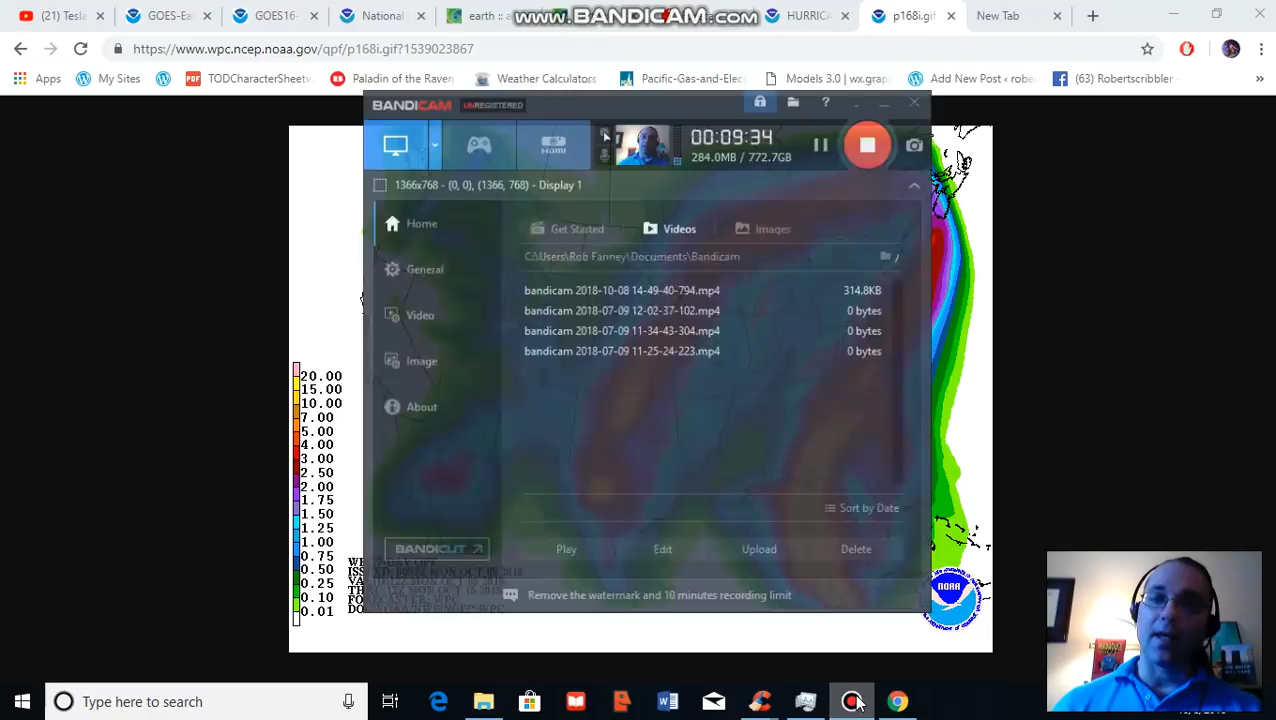 (21) Tesla
GOES-Ea
GOES16-
National
earth ::
HURRICA
p168i.gif
New Tab
www.BANDICAM.com
https://www.wpc.ncep.noaa.gov/qpf/p168i.gif?1539023867
Apps
My Sites
TODCharacterSheetv
Paladin of the Raven
Weather Calculators
Pacific-Gas-and-Elec
Models 3.0 | wx.grap
Add New Post ‹ robe
(63) Robertscribbler -
»
BANDICAM UNREGISTERED
?
HDMI
00:09:34
284.0MB / 772.7GB
1366x768 - (0, 0), (1366, 768) - Display 1
Home
General
Video
Image
About
Get Started
Videos
Images
C:\Users\Rob Fanney\Documents\Bandicam
/
bandicam 2018-10-08 14-49-40-794.mp4 314.8KB
bandicam 2018-07-09 12-02-37-102.mp4 0 bytes
bandicam 2018-07-09 11-34-43-304.mp4 0 bytes
bandicam 2018-07-09 11-25-24-223.mp4 0 bytes
Sort by Date
BANDICUT
Play
Edit
Upload
Delete
Remove the watermark and 10 minutes recording limit
20.00
15.00
10.00
7.00
5.00
4.00
3.00
2.50
2.00
1.75
1.50
1.25
1.00
0.75
0.50
0.25
0.10
0.01
NOAA
Type here to search